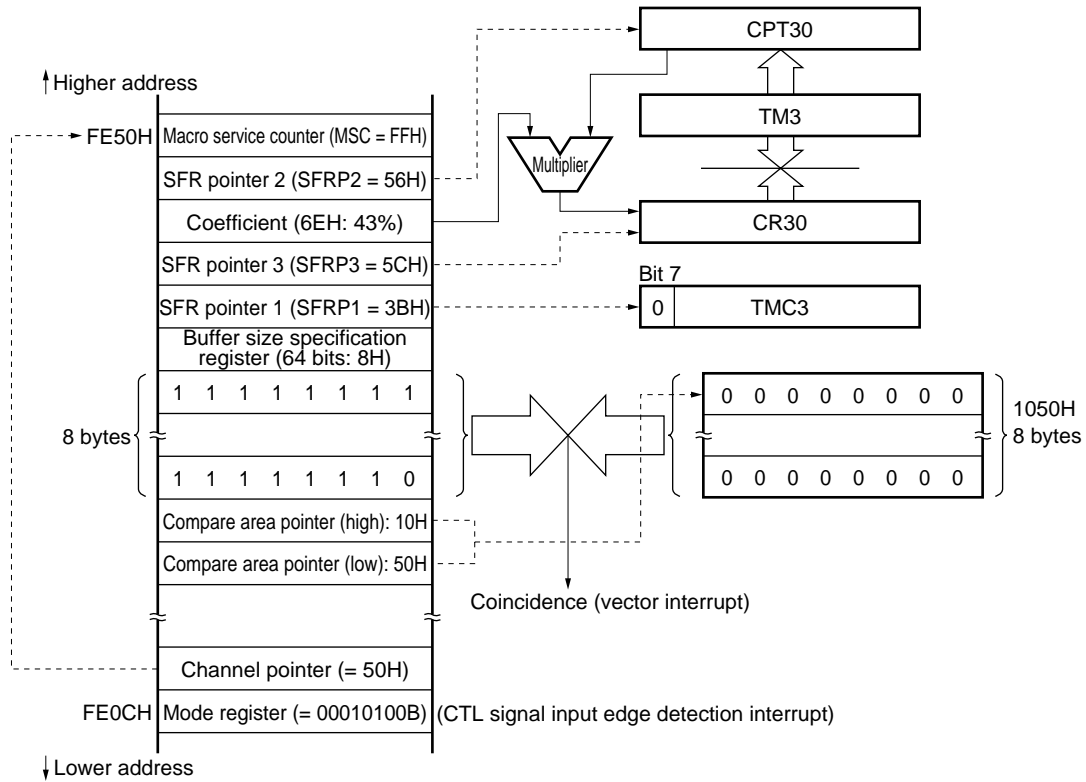 CPT30
↑ Higher address
FE50H
Macro service counter (MSC = FFH)
TM3
SFR pointer 2 (SFRP2 = 56H)
Multiplier
Coefficient (6EH: 43%)
CR30
SFR pointer 3 (SFRP3 = 5CH)
Bit 7
SFR pointer 1 (SFRP1 = 3BH)
0
TMC3
Buffer size specification
register (64 bits: 8H)
1 1 1 1 1 1 1 1
0 0 0 0 0 0 0 0
1050H
8 bytes
8 bytes
1 1 1 1 1 1 1 0
0 0 0 0 0 0 0 0
Compare area pointer (high): 10H
Compare area pointer (low): 50H
Coincidence (vector interrupt)
Channel pointer (= 50H)
FE0CH
Mode register (= 00010100B)
(CTL signal input edge detection interrupt)
↓ Lower address